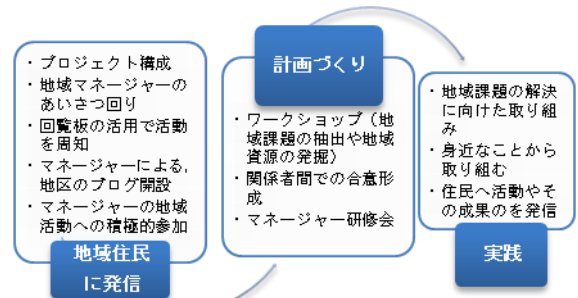 ・プロジェクト構成
・地域マネージャーの
あいさつ回り
・回覧板の活用で活動
を周知
・マネージャーによる,
地区のブログ開設
・マネージャーの地域
活動への積極的参加
地域住民
に発信
計画づくり
・ワークショップ（地
域課題の抽出や地域
資源の発掘）
・関係者間での合意形
成
・マネージャー研修会
・地域課題の解決
に向けた取り組
み
・身近なことから
取り組む
・住民へ活動やそ
の成果のを発信
実践